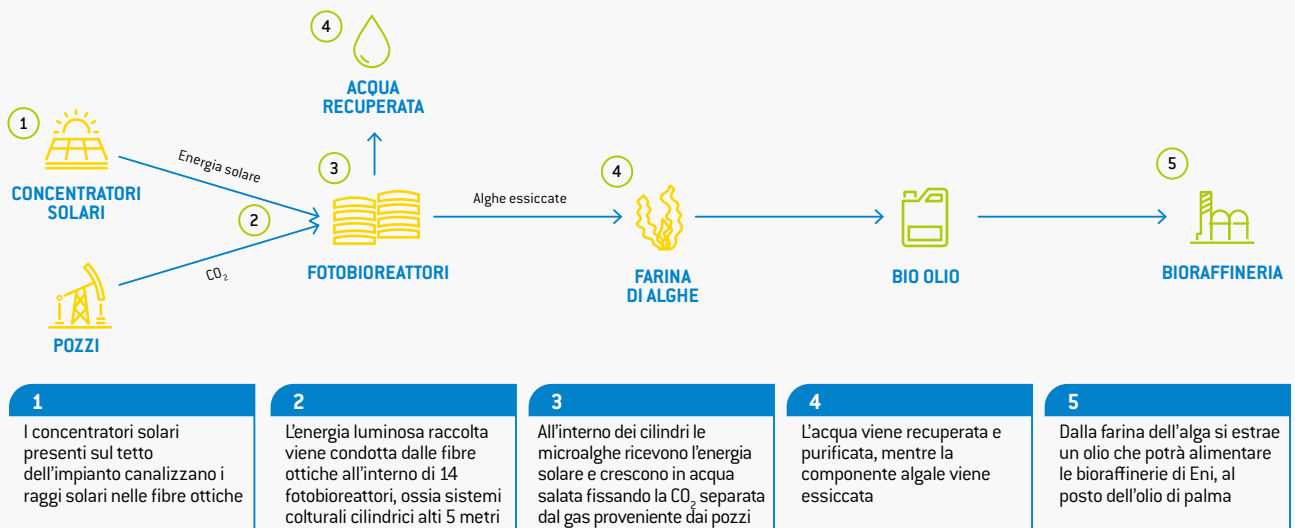 4
ACQUA
RECUPERATA
1
CONCENTRATORI
SOLARI
Energia solare
2
CO₂
POZZI
3
FOTOBIOREATTORI
Alghe essiccate
4
FARINA
DI ALGHE
BIO OLIO
5
BIORAFFINERIA
1
I concentratori solari
presenti sul tetto
dell'impianto canalizzano i
raggi solari nelle fibre ottiche
2
L'energia luminosa raccolta
viene condotta dalle fibre
ottiche all'interno di 14
fotobioreattori, ossia sistemi
colturali cilindrici alti 5 metri
3
All'interno dei cilindri le
microalghe ricevono l'energia
solare e crescono in acqua
salata fissando la CO₂ separata
dal gas proveniente dai pozzi
4
L'acqua viene recuperata e
purificata, mentre la
componente algale viene
essiccata
5
Dalla farina dell'alga si estrae
un olio che potrà alimentare
le bioraffinerie di Eni, al
posto dell'olio di palma